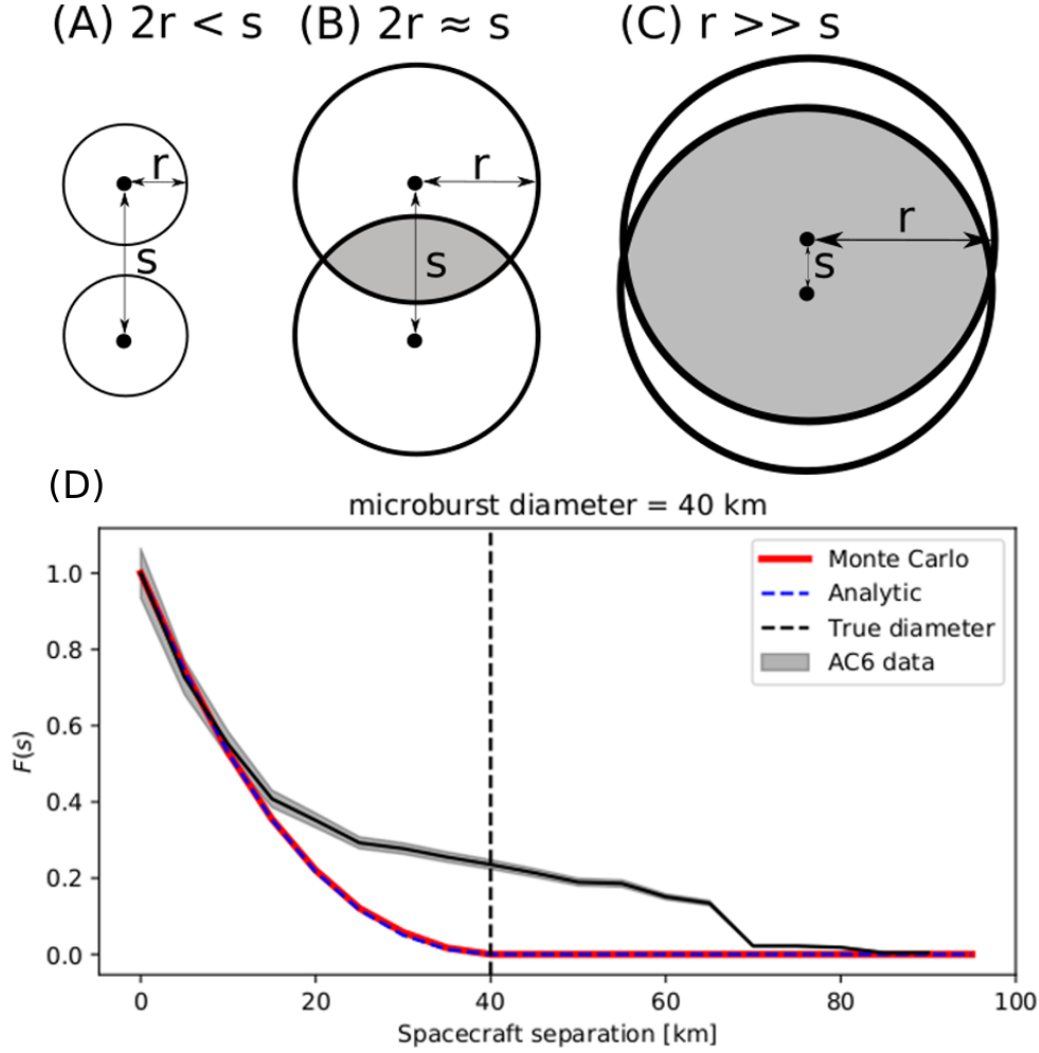 (A) 2r < s (B) 2r ≈ s (C) r >> s
r
s
r
s
r
s
(D)
microburst diameter = 40 km
1.0
0.8
0.6
0.4
0.2
0.0
F(s)
Monte Carlo
Analytic
True diameter
AC6 data
0 20 40 60 80 100
Spacecraft separation [km]